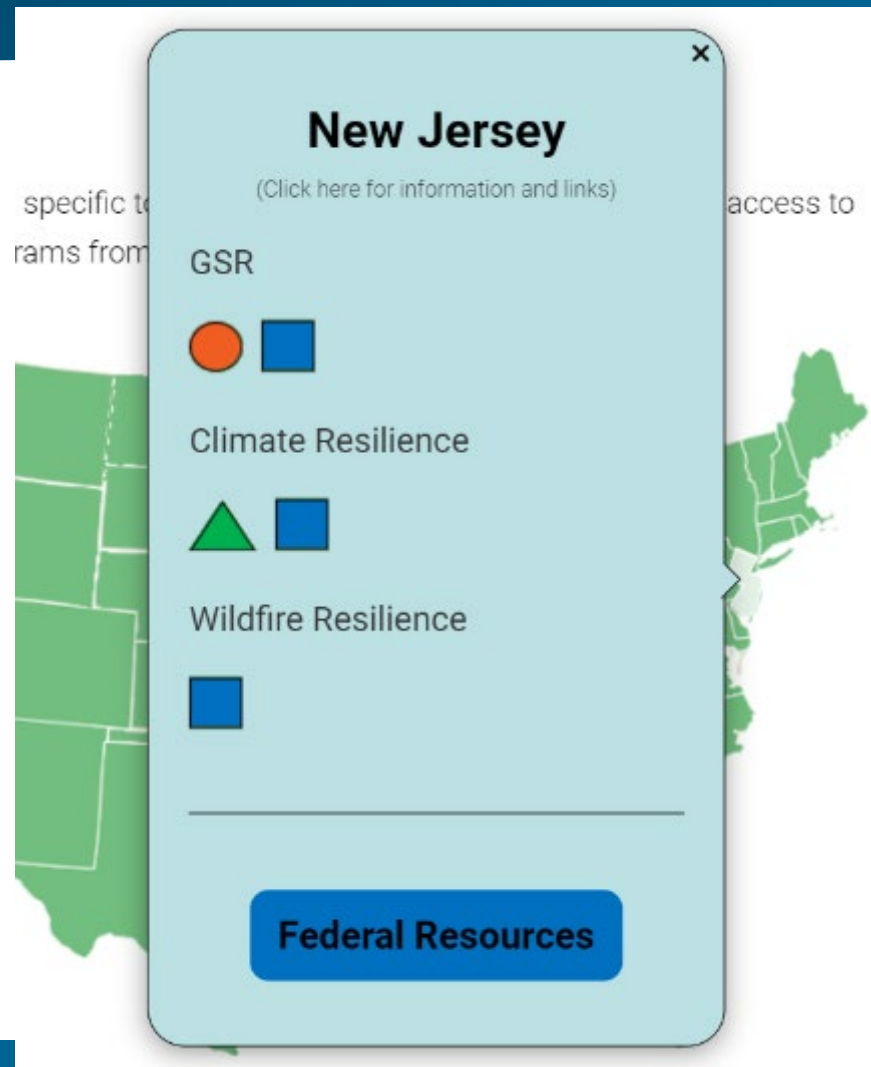 ×
New Jersey
(Click here for information and links)
specific to
access to
rams from
GSR
Climate Resilience
Wildfire Resilience
Federal Resources